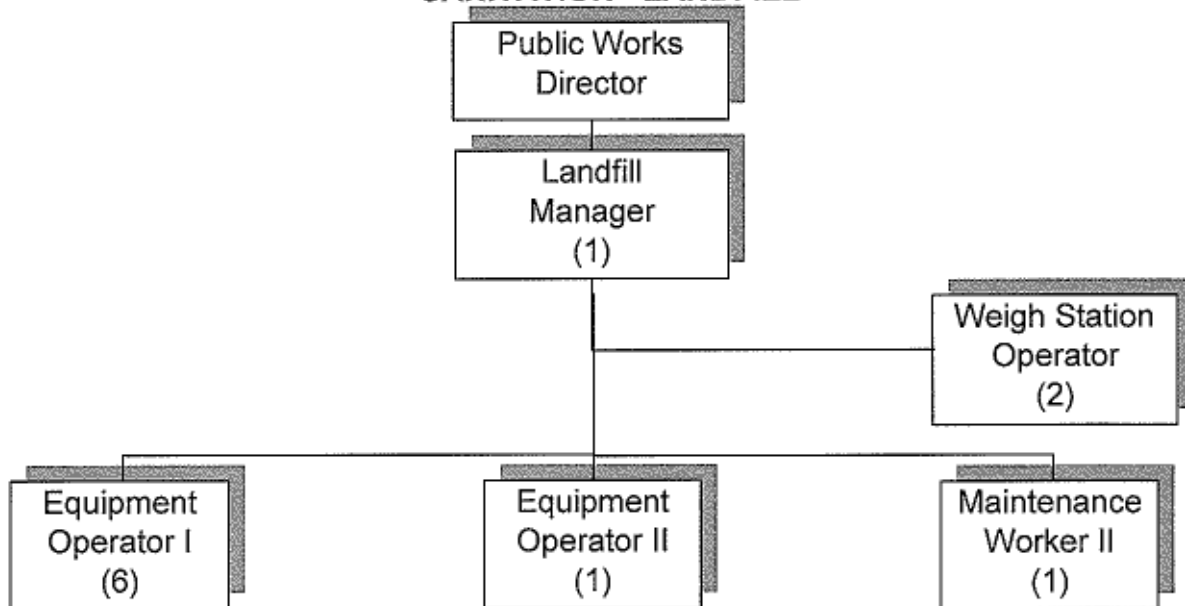 Public Works
Director
Landfill
Manager
(1)
Weigh Station
Operator
(2)
Equipment
Operator I
(6)
Equipment
Operator II
(1)
Maintenance
Worker II
(1)